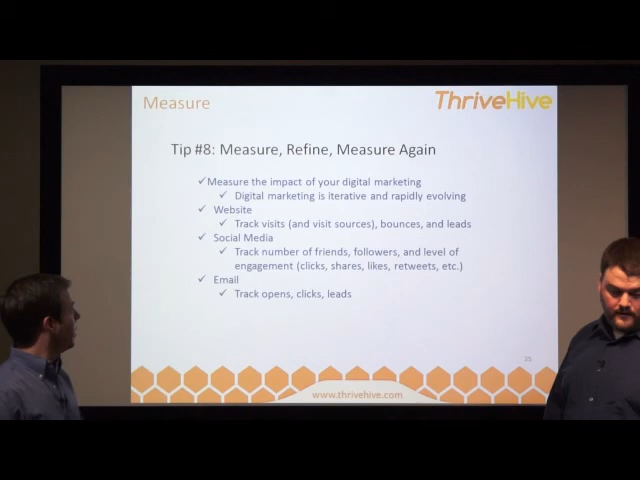 Measure
ThriveHive
Tip #8: Measure, Refine, Measure Again
Measure the impact of your digital marketing
Digital marketing is iterative and rapidly evolving
Website
Track visits (and visit sources), bounces, and leads
Social Media
Track number of friends, followers, and level of
engagement (clicks, shares, likes, retweets, etc.)
Email
Track opens, clicks, leads
25
www.thrivehive.com